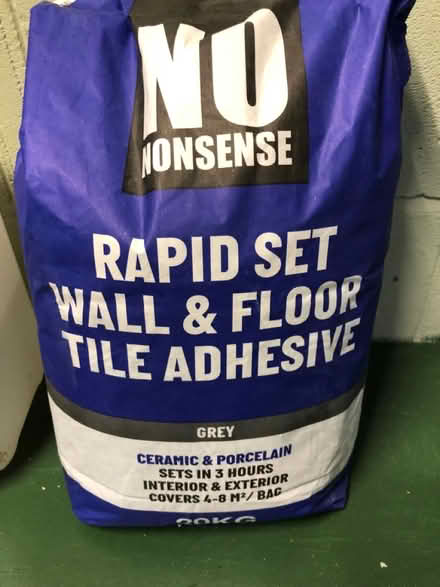 NO
NONSENSE
RAPID SET
WALL & FLOOR
TILE ADHESIVE
GREY
CERAMIC & PORCELAIN
SETS IN 3 HOURS
INTERIOR & EXTERIOR
COVERS 4-8 M²/ BAG
20KG